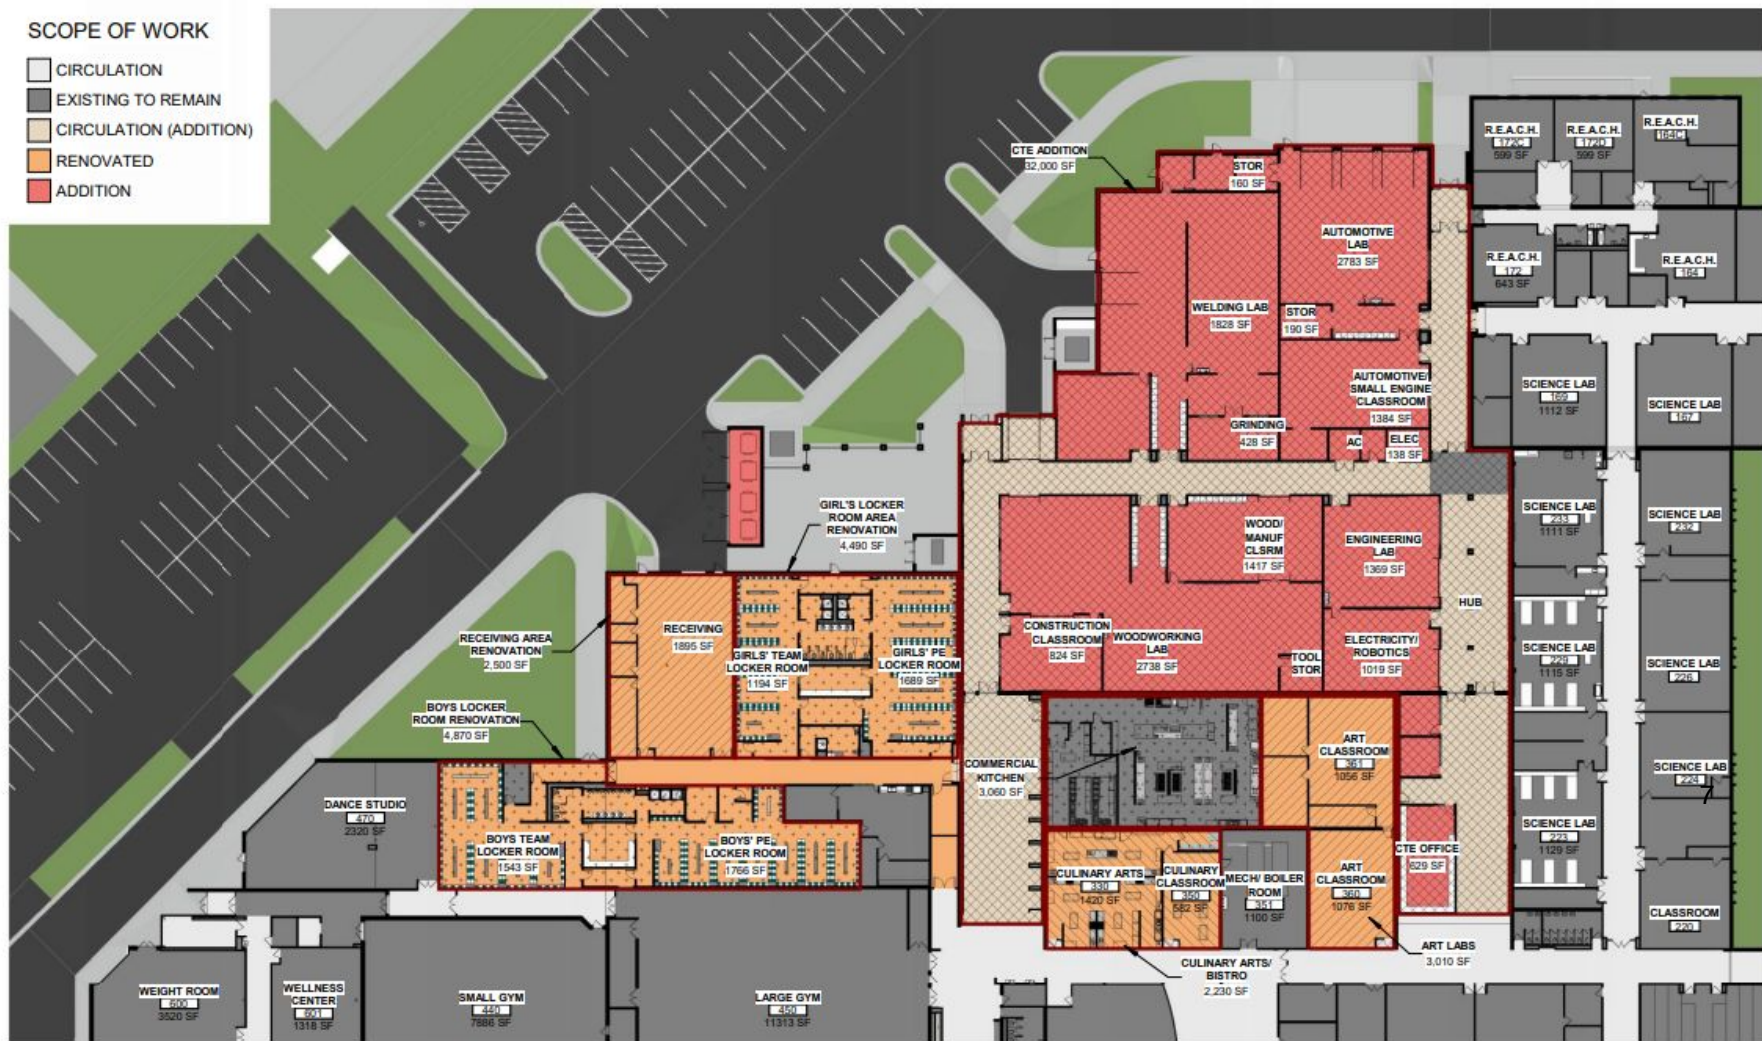 SCOPE OF WORK
CIRCULATION
EXISTING TO REMAIN
CIRCULATION (ADDITION)
RENOVATED
ADDITION
CTE ADDITION
32,000 SF
STOR
160 SF
AUTOMOTIVE
LAB
2783 SF
WELDING LAB
1828 SF
STOR
190 SF
AUTOMOTIVE/
SMALL ENGINE
CLASSROOM
1384 SF
GRINDING
428 SF
AC
ELEC
138 SF
R.E.A.C.H.
172C
599 SF
R.E.A.C.H.
172D
599 SF
R.E.A.C.H.
164C
R.E.A.C.H.
172
643 SF
R.E.A.C.H.
164
SCIENCE LAB
169
1112 SF
SCIENCE LAB
167
SCIENCE LAB
233
1111 SF
SCIENCE LAB
232
GIRL'S LOCKER
ROOM AREA
RENOVATION
4,490 SF
WOOD/
MANUF
CLSRM
1417 SF
ENGINEERING
LAB
1369 SF
HUB
RECEIVING AREA
RENOVATION
2,500 SF
RECEIVING
1895 SF
GIRLS' TEAM
LOCKER ROOM
1194 SF
GIRLS' PE
LOCKER ROOM
1689 SF
CONSTRUCTION
CLASSROOM
824 SF
WOODWORKING
LAB
2738 SF
TOOL
STOR
ELECTRICITY/
ROBOTICS
1019 SF
SCIENCE LAB
229
1115 SF
SCIENCE LAB
226
BOYS LOCKER
ROOM RENOVATION
4,870 SF
COMMERCIAL
KITCHEN
3,060 SF
ART
CLASSROOM
361
1056 SF
SCIENCE LAB
224
7
DANCE STUDIO
470
2320 SF
BOYS TEAM
LOCKER ROOM
1543 SF
BOYS' PE
LOCKER ROOM
1766 SF
CULINARY ARTS
330
1420 SF
CULINARY
CLASSROOM
350
582 SF
MECH/ BOILER
ROOM
351
1100 SF
ART
CLASSROOM
360
1076 SF
CTE OFFICE
629 SF
SCIENCE LAB
223
1129 SF
CLASSROOM
220
ART LABS
3,010 SF
CULINARY ARTS/
BISTRO
2,230 SF
WEIGHT ROOM
600
3520 SF
WELLNESS
CENTER
601
1318 SF
SMALL GYM
440
7886 SF
LARGE GYM
450
11313 SF